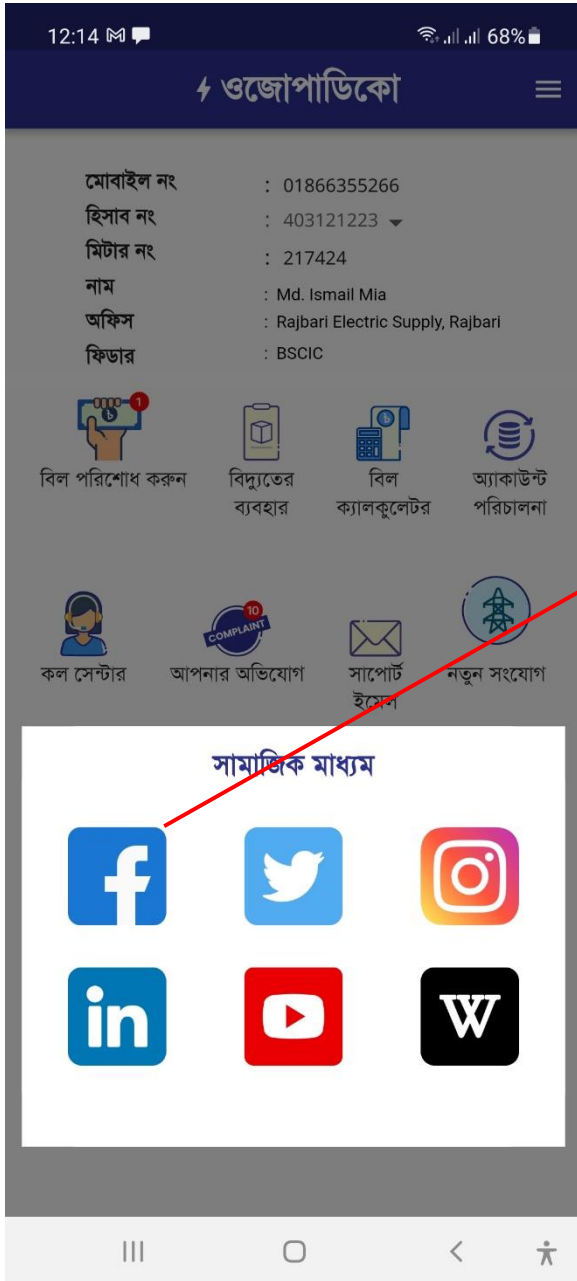 12:14 68%
ওজোপাডিকো
মোবাইল নং : 01866355266
হিসাব নং : 403121223
মিটার নং : 217424
নাম : Md. Ismail Mia
অফিস : Rajbari Electric Supply, Rajbari
ফিডার : BSCIC
1
বিল পরিশোধ করুন বিদ্যুতের ব্যবহার বিল ক্যালকুলেটর অ্যাকাউন্ট পরিচালনা
10
COMPLAINT
কল সেন্টার আপনার অভিযোগ সাপোর্ট ইমেল নতুন সংযোগ
সামাজিক মাধ্যম
f
in W